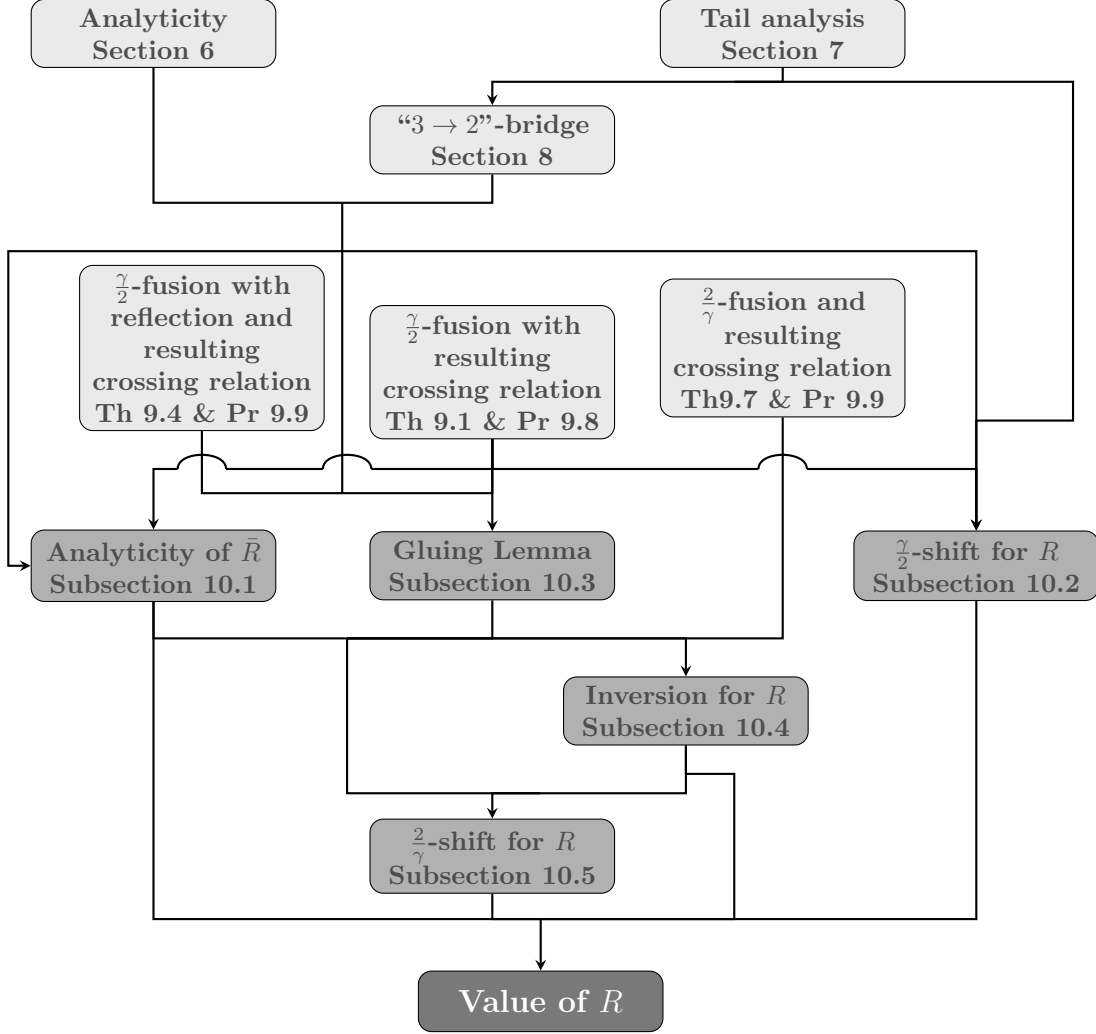 Analyticity
Section 6
Tail analysis
Section 7
“3 → 2”-bridge
Section 8
γ/2-fusion with
reflection and
resulting
crossing relation
Th 9.4 & Pr 9.9
γ/2-fusion with
resulting
crossing relation
Th 9.1 & Pr 9.8
2/γ-fusion and
resulting
crossing relation
Th9.7 & Pr 9.9
Analyticity of R̄
Subsection 10.1
Gluing Lemma
Subsection 10.3
γ/2-shift for R
Subsection 10.2
Inversion for R
Subsection 10.4
2/γ-shift for R
Subsection 10.5
Value of R